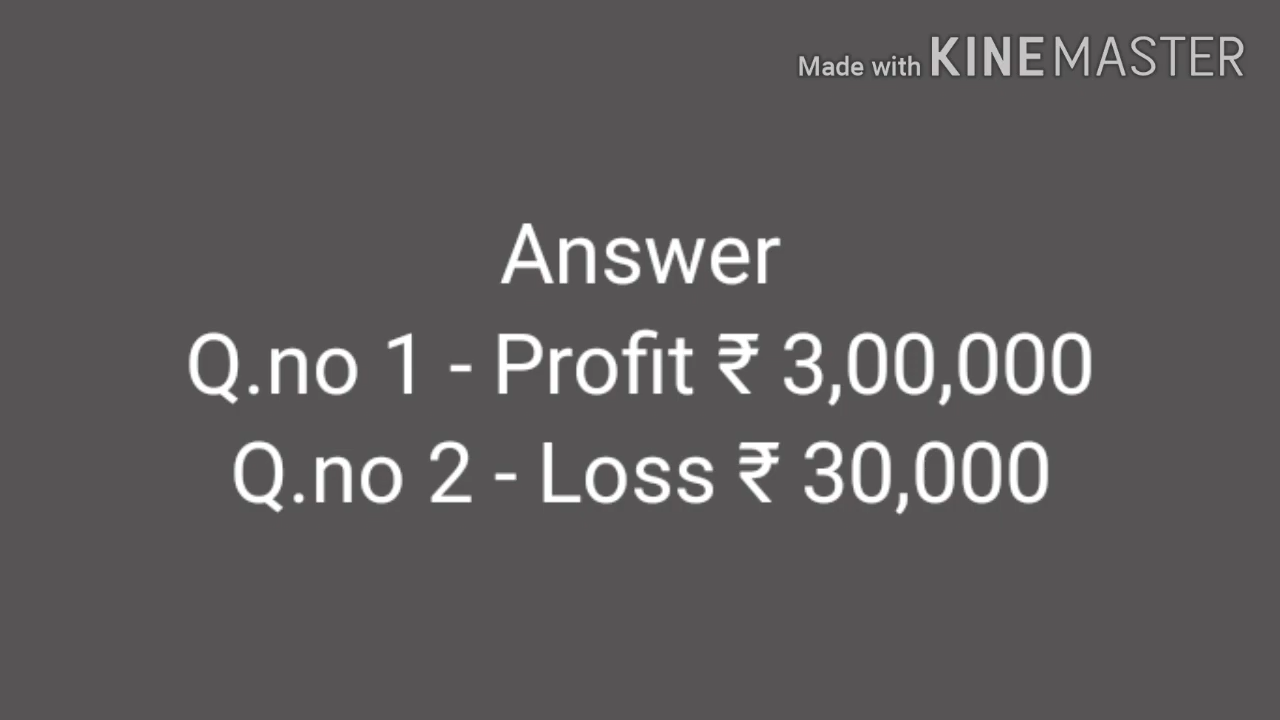 Made with KINEMASTER
Answer
Q.no 1 - Profit ₹ 3,00,000
Q.no 2 - Loss ₹ 30,000